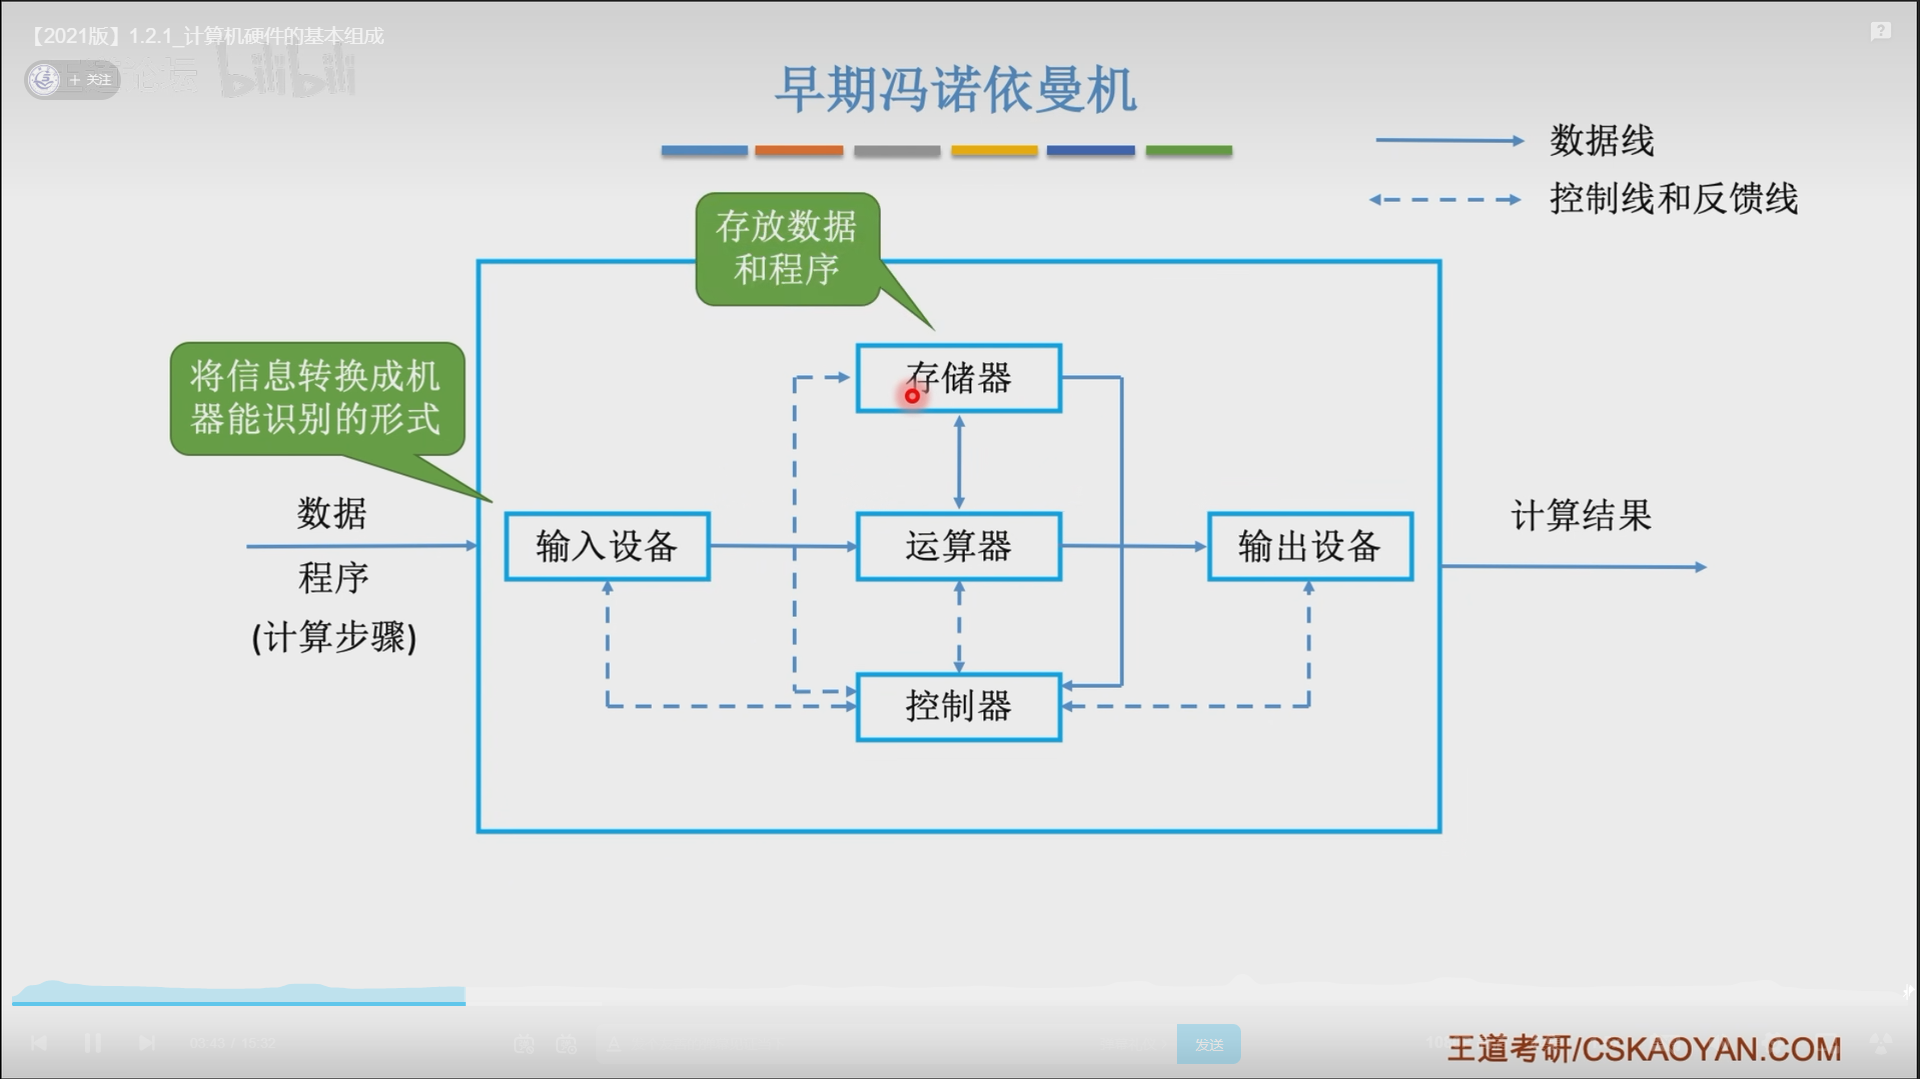 【2021版】1.2.1_计算机硬件的基本组成
+ 关注
bilibili
早期冯诺依曼机
数据线
控制线和反馈线
存放数据
和程序
将信息转换成机
器能识别的形式
存储器
数据
程序
(计算步骤)
输入设备
运算器
输出设备
计算结果
控制器
03:43 / 15:32
发送
王道考研/CSKAOYAN.COM